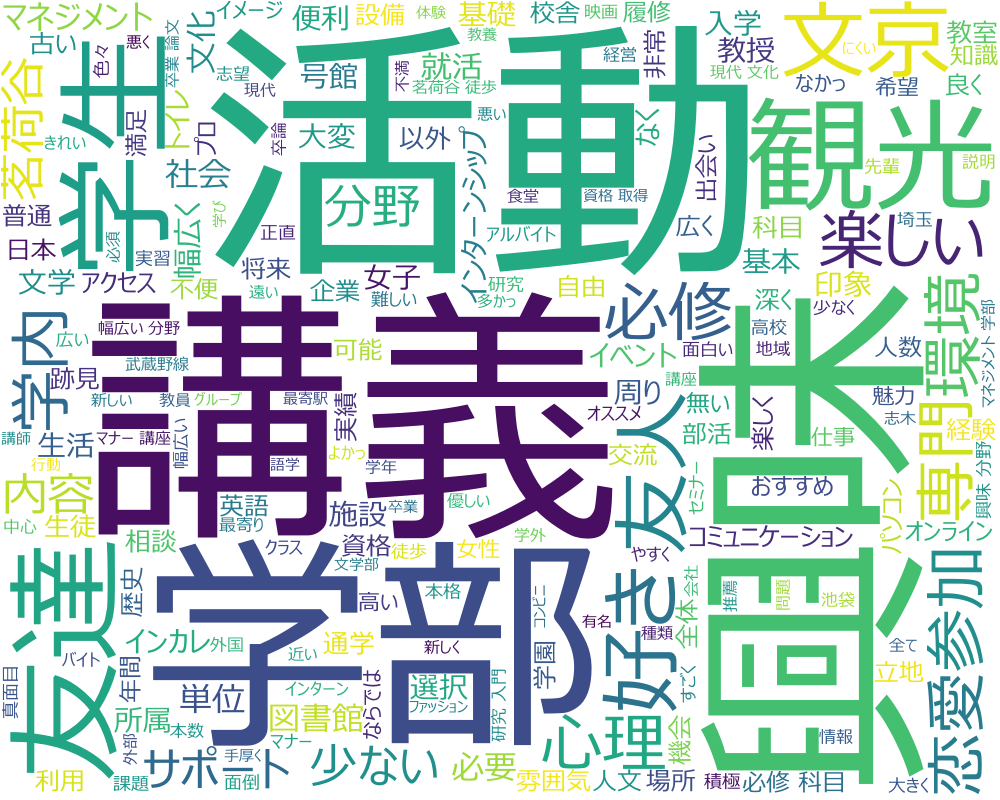 マネジメント
イメージ
便利
設備
体験
映画
基礎
校舎
履修
入学
文京
教室
古い
悪く
色々
卒業 論文
文化
志望
現代
号館
不満
教養
就活
茗荷谷 徒歩
経営
非常
教授
現代 文化
なかっ
にくい
知識
希望
良く
学生
活動
観光
茗荷谷
きれい
満足
トイレ
プロ
卒論
大変
以外
悪い
インターンシップ
なく
出会い
先輩
説明
普通
社会
分野
食堂
資格 取得
楽しい
日本
必須
実習
幅広く
学び
正直
アルバイト
広く
科目
埼玉
文学
アクセス
不便
将来
遠い
女子
企業
難しい
研究
多かっ
自由
基本
印象
深く
少なく
学部
広い
幅広い 分野
武蔵野線
講義
必修
興味
環境
学内
跡見
新しい
教員
グループ
最寄駅
可能
イベント
面白い
高校
地域
人数
マネジメント 学部
講師
生活
マナー 講座
幅広い
実績
よかっ
オススメ
周り
講座
無い
楽しく
魅力
志木
行動
語学
学年
交流
部活
仕事
専門
経験
内容
中心
生徒
英語
最寄り
施設
卒業
優しい
友人
セミナー
おすすめ
パソコン
興味 分野
相談
クラス
資格
徒歩
女性
学外
コミュニケーション
オンライン
友達
歴史
文学部
学部
本格
コンビニ
やすく
好き
全体
会社
推薦
問題
池袋
参加
インカレ
外国
通学
高い
新しく
有名
種類
全て
真面目
バイト
年間
単位
近い
インターン
ならでは
選択
ファッション
学園
研究 入門
心理
すごく
機会
立地
恋愛
所属
本数
図書館
情報
利用
外部
課題
サポート
手厚く
面倒
マナー
少ない
必要
雰囲気
人文
場所
積極
必修 科目
大きく